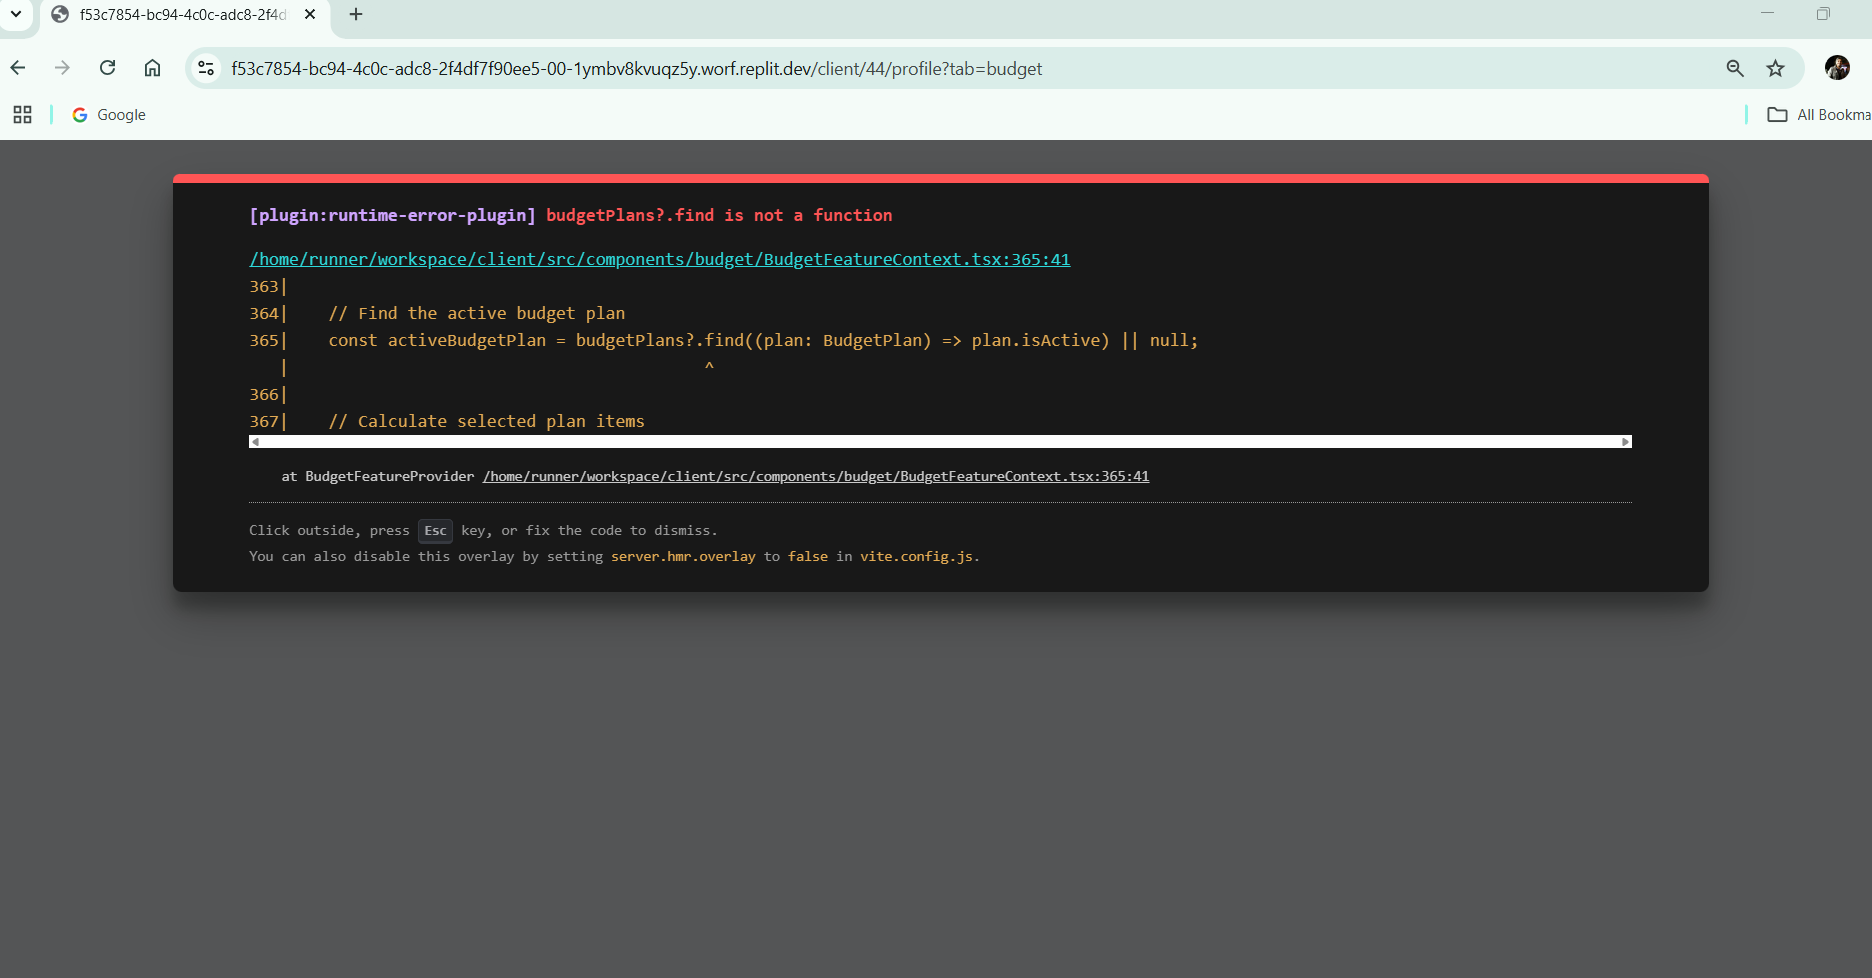 f53c7854-bc94-4c0c-adc8-2f4d
f53c7854-bc94-4c0c-adc8-2f4df7f90ee5-00-1ymbv8kvuqz5y.worf.replit.dev/client/44/profile?tab=budget
Google
All Bookma
[plugin:runtime-error-plugin] budgetPlans?.find is not a function
/home/runner/workspace/client/src/components/budget/BudgetFeatureContext.tsx:365:41
363|
364|    // Find the active budget plan
365|    const activeBudgetPlan = budgetPlans?.find((plan: BudgetPlan) => plan.isActive) || null;
   |                                          ^
366|
367|    // Calculate selected plan items
at BudgetFeatureProvider /home/runner/workspace/client/src/components/budget/BudgetFeatureContext.tsx:365:41
Click outside, press Esc key, or fix the code to dismiss.
You can also disable this overlay by setting server.hmr.overlay to false in vite.config.js.